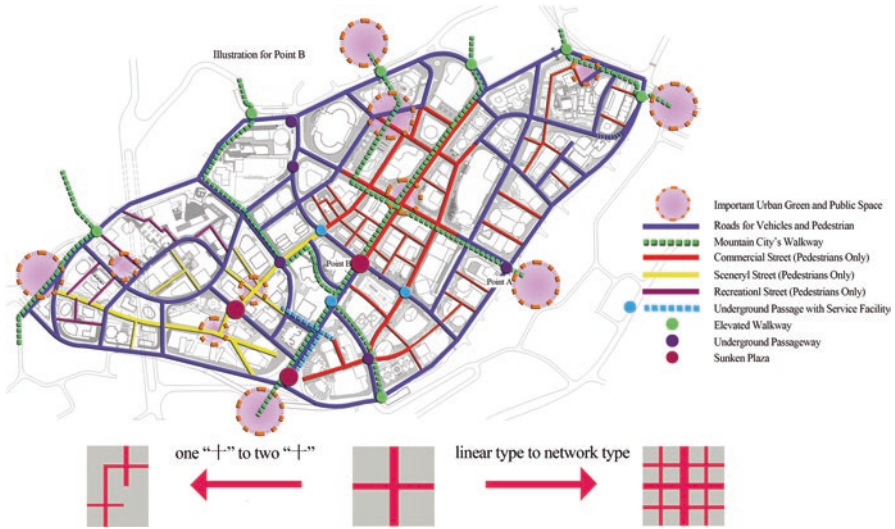 Illustration for Point B
Point B
Point A
Important Urban Green and Public Space
Roads for Vehicles and Pedestrian
Mountain City's Walkway
Commercial Street (Pedestrians Only)
Sceneryl Street (Pedestrians Only)
Recreationl Street (Pedestrians Only)
Underground Passage with Service Facility
Elevated Walkway
Underground Passageway
Sunken Plaza
one “十” to two “十”
linear type to network type